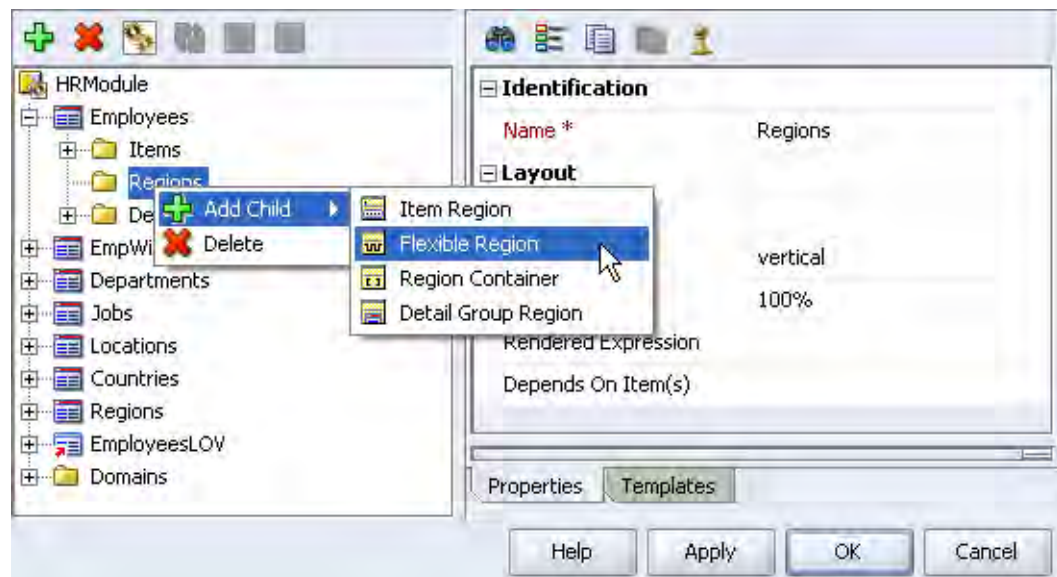 HRModule
Employees
Items
Regions
De
EmpWi
Departments
Jobs
Locations
Countries
Regions
EmployeesLOV
Domains
Add Child
Delete
Item Region
Flexible Region
Region Container
Detail Group Region
Identification
Name * Regions
Layout
vertical
100%
Rendered Expression
Depends On Item(s)
Properties Templates
Help Apply OK Cancel